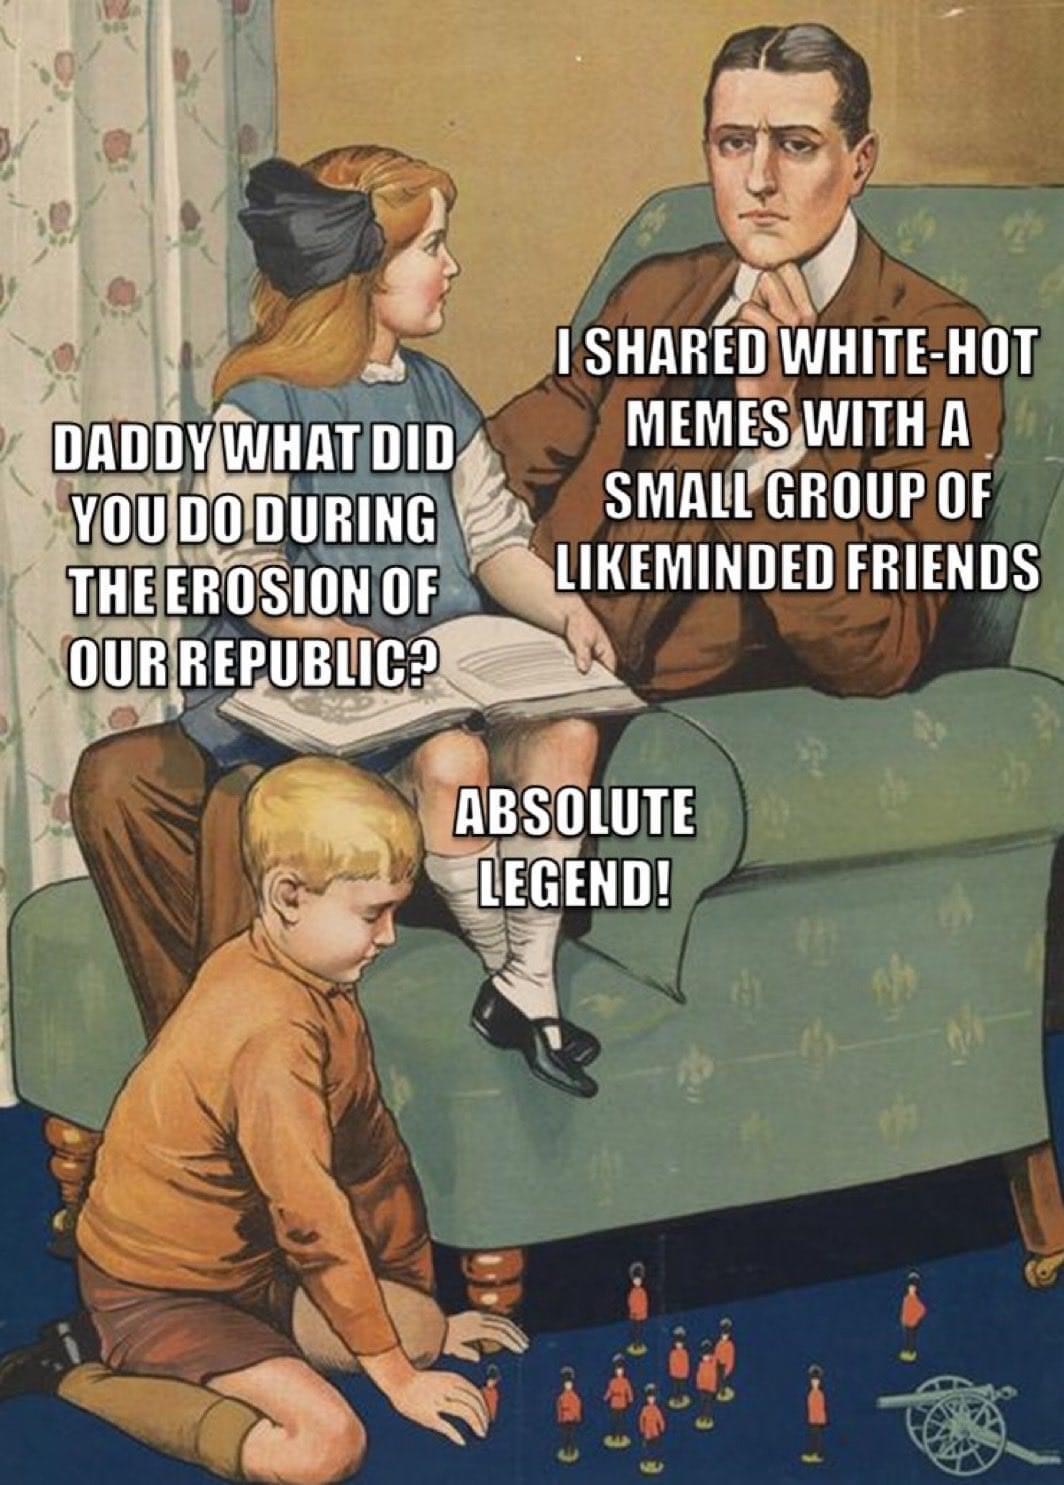 DADDY WHAT DID
YOU DO DURING
THE EROSION OF
OUR REPUBLIC?
I SHARED WHITE-HOT
MEMES WITH A
SMALL GROUP OF
LIKEMINDED FRIENDS
ABSOLUTE
LEGEND!